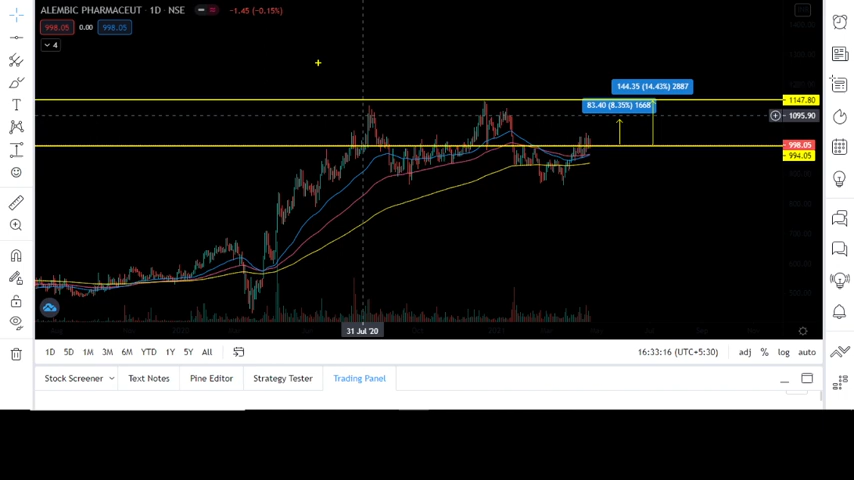 ALEMBIC PHARMACEUT · 1D · NSE
−1.45 (−0.15%)
998.05 0.00 998.05
4
144.35 (14.43%) 2887
83.40 (8.35%) 1668
1147.80
1095.90
998.05
994.05
31 Jul '20
1D 5D 1M 3M 6M YTD 1Y 5Y All
16:33:16 (UTC+5:30) adj % log auto
Stock Screener Text Notes Pine Editor Strategy Tester Trading Panel